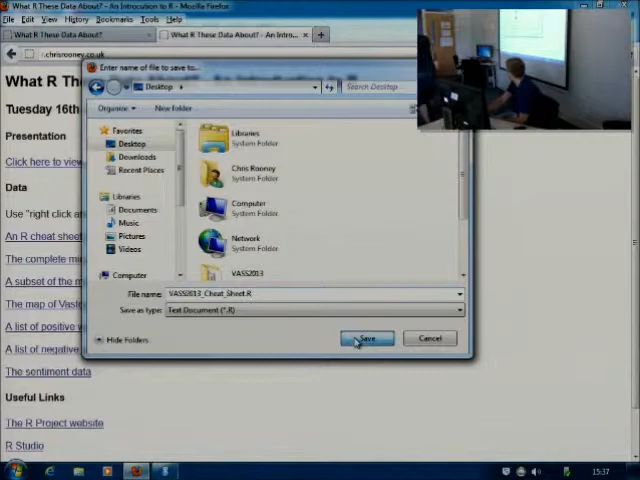 What R These Data About? - An Introcution to R - Mozilla Firefox
File Edit View History Bookmarks Tools Help
What R These Data About?
What R These Data About? - An Intro...
r.chrisrooney.co.uk
What R Th
Tuesday 16th
Presentation
Click here to view
Data
Use "right click an
An R cheat sheet
The complete mi
A subset of the m
The map of Vast
A list of positive w
A list of negative
The sentiment data
Useful Links
The R Project website
R Studio
Enter name of file to save to...
Desktop
Search Desktop
Organize
New Folder
Favorites
Desktop
Downloads
Recent Places
Libraries
Documents
Music
Pictures
Videos
Computer
Libraries
System Folder
Chris Rooney
System Folder
Computer
System Folder
Network
System Folder
VASS2013
File name: VASS2013_Cheat_Sheet.R
Save as type: Text Document (*.R)
Hide Folders
Save
Cancel
15:37